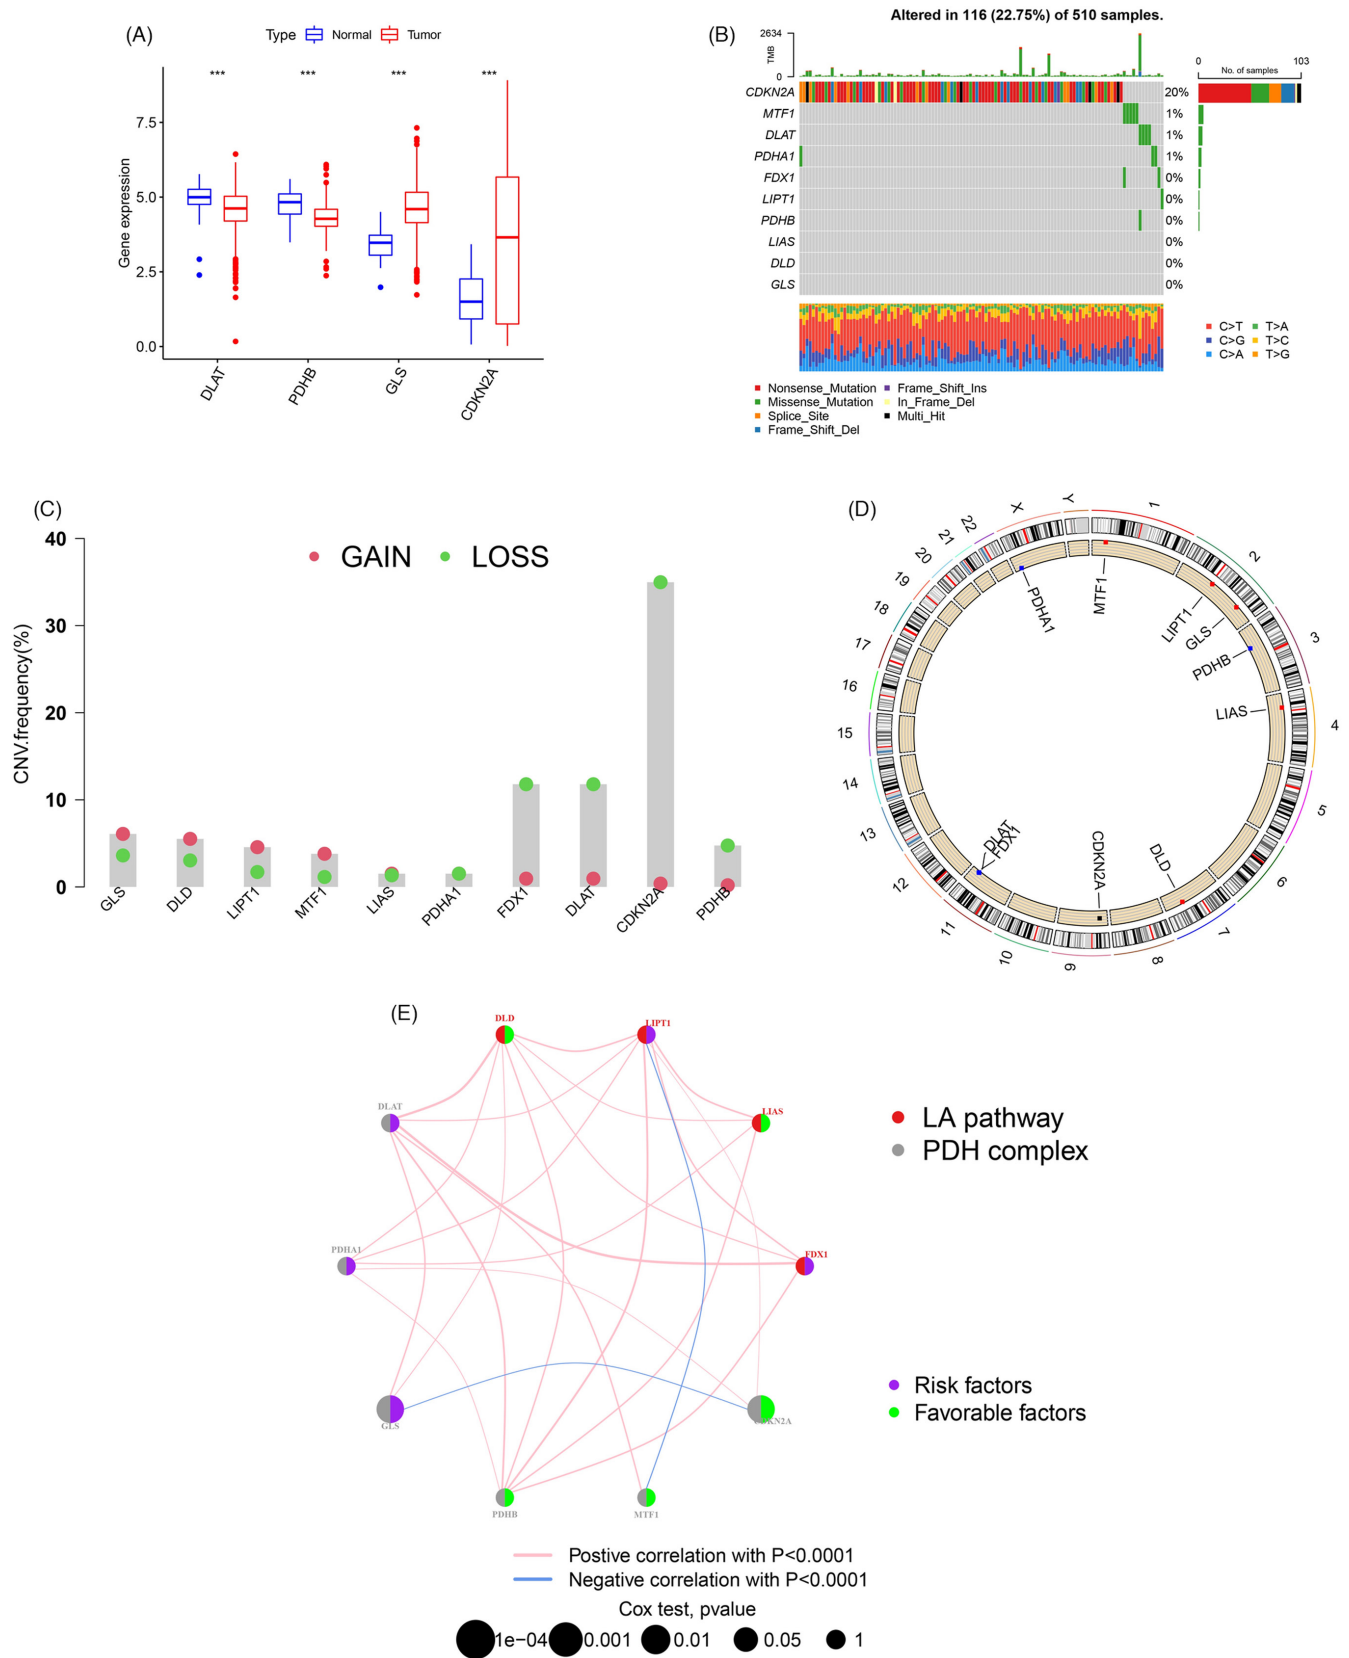 (A)
Type Normal Tumor
*** *** *** ***
Gene expression
7.5
5.0
2.5
0.0
DLAT PDHB GLS CDKN2A
(B)
Altered in 116 (22.75%) of 510 samples.
2634
TMB
0
0 103
No. of samples
CDKN2A 20%
MTF1 1%
DLAT 1%
PDHA1 1%
FDX1 0%
LIPT1 0%
PDHB 0%
LIAS 0%
DLD 0%
GLS 0%
C>T T>A
C>G T>C
C>A T>G
Nonsense_Mutation Frame_Shift_Ins
Missense_Mutation In_Frame_Del
Splice_Site Multi_Hit
Frame_Shift_Del
(C)
GAIN LOSS
CNV.frequency(%)
40
30
20
10
0
GLS DLD LIPT1 MTF1 LIAS PDHA1 FDX1 DLAT CDKN2A PDHB
(D)
1
2
3
4
5
6
7
8
9
10
11
12
13
14
15
16
17
18
19
20
21
22
X
Y
MTF1
LIPT1
GLS
PDHB
LIAS
DLD
CDKN2A
FDX1
DLAT
PDHA1
(E)
DLD
LIPT1
DLAT
LIAS
PDHA1
FDX1
GLS
CDKN2A
PDHB
MTF1
LA pathway
PDH complex
Risk factors
Favorable factors
Postive correlation with P<0.0001
Negative correlation with P<0.0001
Cox test, pvalue
1e−04 0.001 0.01 0.05 1